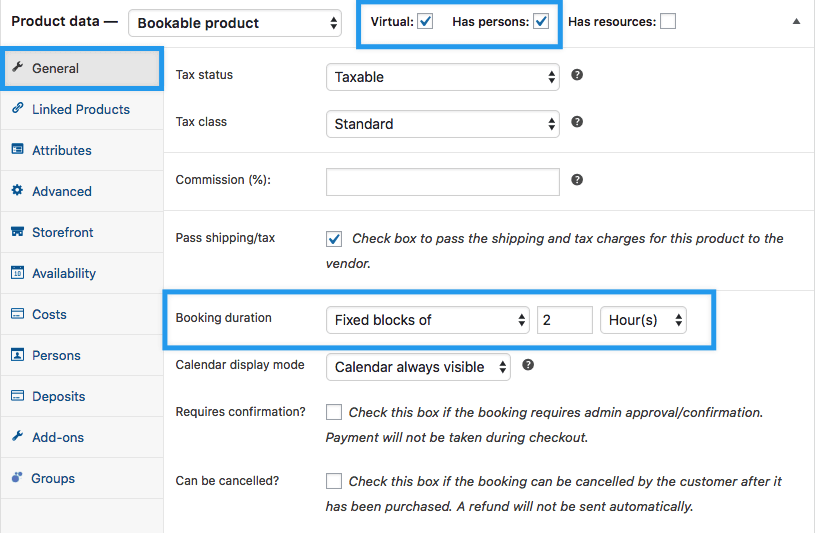 Product data — Bookable product Virtual: Has persons: Has resources:
General
Linked Products
Attributes
Advanced
Storefront
Availability
Costs
Persons
Deposits
Add-ons
Groups
Tax status Taxable ?
Tax class Standard ?
Commission (%): ?
Pass shipping/tax Check box to pass the shipping and tax charges for this product to the
vendor.
Booking duration Fixed blocks of 2 Hour(s)
Calendar display mode Calendar always visible ?
Requires confirmation? Check this box if the booking requires admin approval/confirmation.
Payment will not be taken during checkout.
Can be cancelled? Check this box if the booking can be cancelled by the customer after it
has been purchased. A refund will not be sent automatically.